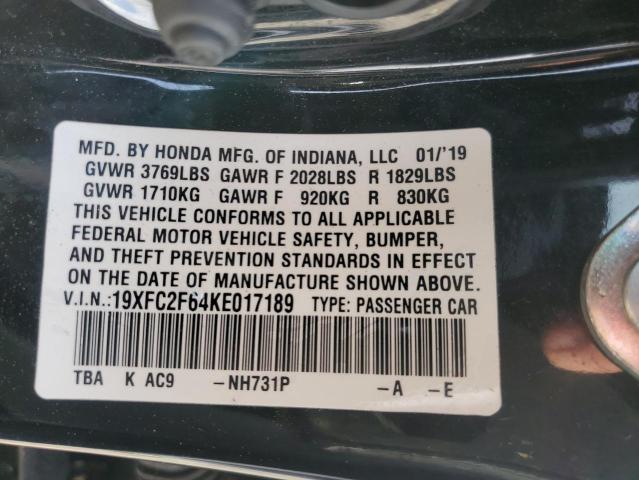 MFD. BY HONDA MFG. OF INDIANA, LLC 01/'19
GVWR 3769LBS GAWR F 2028LBS R 1829LBS
GVWR 1710KG GAWR F 920KG R 830KG
THIS VEHICLE CONFORMS TO ALL APPLICABLE
FEDERAL MOTOR VEHICLE SAFETY, BUMPER,
AND THEFT PREVENTION STANDARDS IN EFFECT
ON THE DATE OF MANUFACTURE SHOWN ABOVE.
V.I.N.:19XFC2F64KE017189 TYPE: PASSENGER CAR
TBA K AC9 -NH731P -A -E